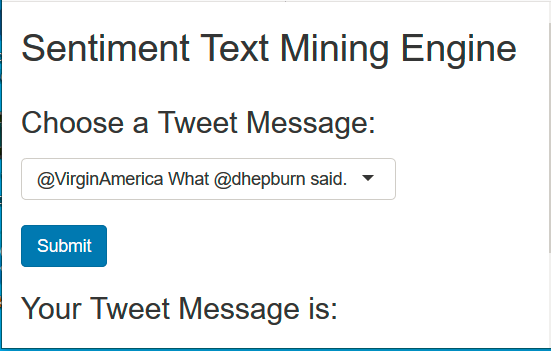 Sentiment Text Mining Engine
Choose a Tweet Message:
@VirginAmerica What @dhepburn said.
Submit
Your Tweet Message is: